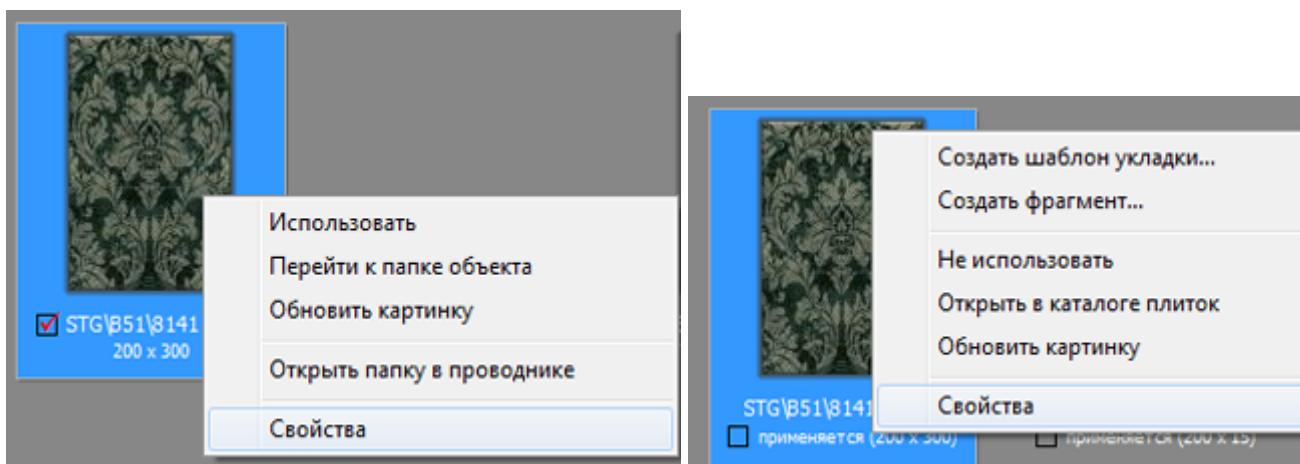 Использовать
Перейти к папке объекта
Обновить картинку
STG\B51\8141
200 x 300
Открыть папку в проводнике
Свойства
Создать шаблон укладки...
Создать фрагмент...
Не использовать
Открыть в каталоге плиток
Обновить картинку
Свойства
STG\B51\8141
применяется (200 x 300)
применяется (200 x 15)